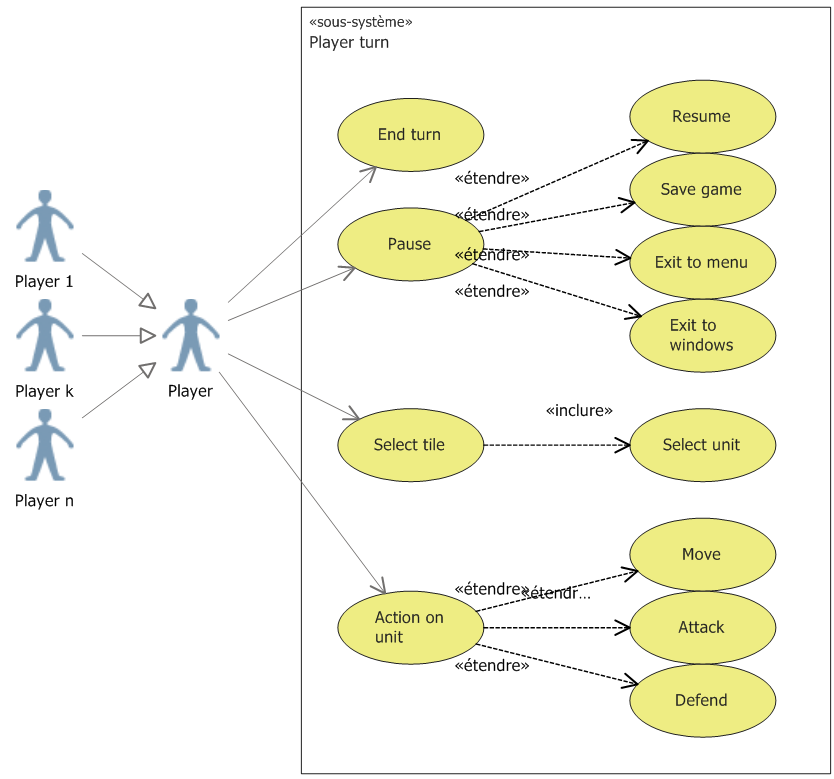 «sous-système»
Player turn
End turn
Resume
«étendre»
Save game
«étendre»
Pause
«étendre»
Exit to menu
«étendre»
Exit to
windows
Player 1
Player k
Player
Player n
Select tile
«inclure»
Select unit
Move
«étendre»
«étendr...
Action on
unit
Attack
«étendre»
Defend